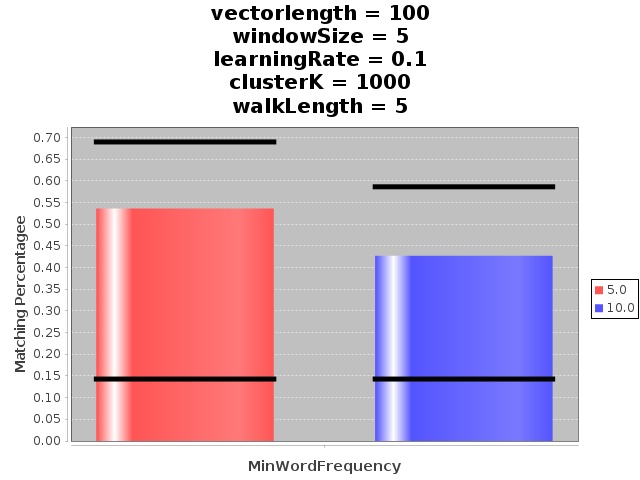 vectorlength = 100
windowSize = 5
learningRate = 0.1
clusterK = 1000
walkLength = 5
0.70
0.65
0.60
0.55
0.50
0.45
0.40
0.35
0.30
0.25
0.20
0.15
0.10
0.05
0.00
Matching Percentagee
MinWordFrequency
5.0
10.0